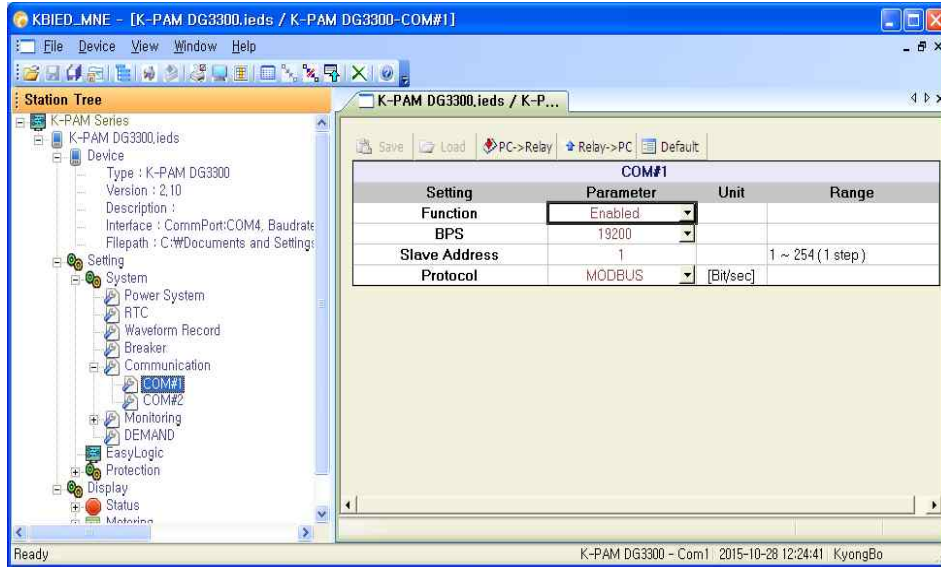 KBIED_MNE - [K-PAM DG3300.ieds / K-PAM DG3300-COM#1]
File Device View Window Help
Station Tree
K-PAM DG3300,ieds / K-P...
K-PAM Series
K-PAM DG3300,ieds
Device
Type : K-PAM DG3300
Version : 2,10
Description :
Interface : CommPort:COM4, Baudrate
Filepath : C:₩Documents and Settings
Setting
System
Power System
RTC
Waveform Record
Breaker
Communication
COM#1
COM#2
Monitoring
DEMAND
EasyLogic
Protection
Display
Status
Metering
Save Load PC->Relay Relay->PC Default
COM#1
Setting Parameter Unit Range
Function Enabled
BPS 19200
Slave Address 1 1 ~ 254 ( 1 step )
Protocol MODBUS [Bit/sec]
Ready K-PAM DG3300 - Com1 2015-10-28 12:24:41 KyongBo